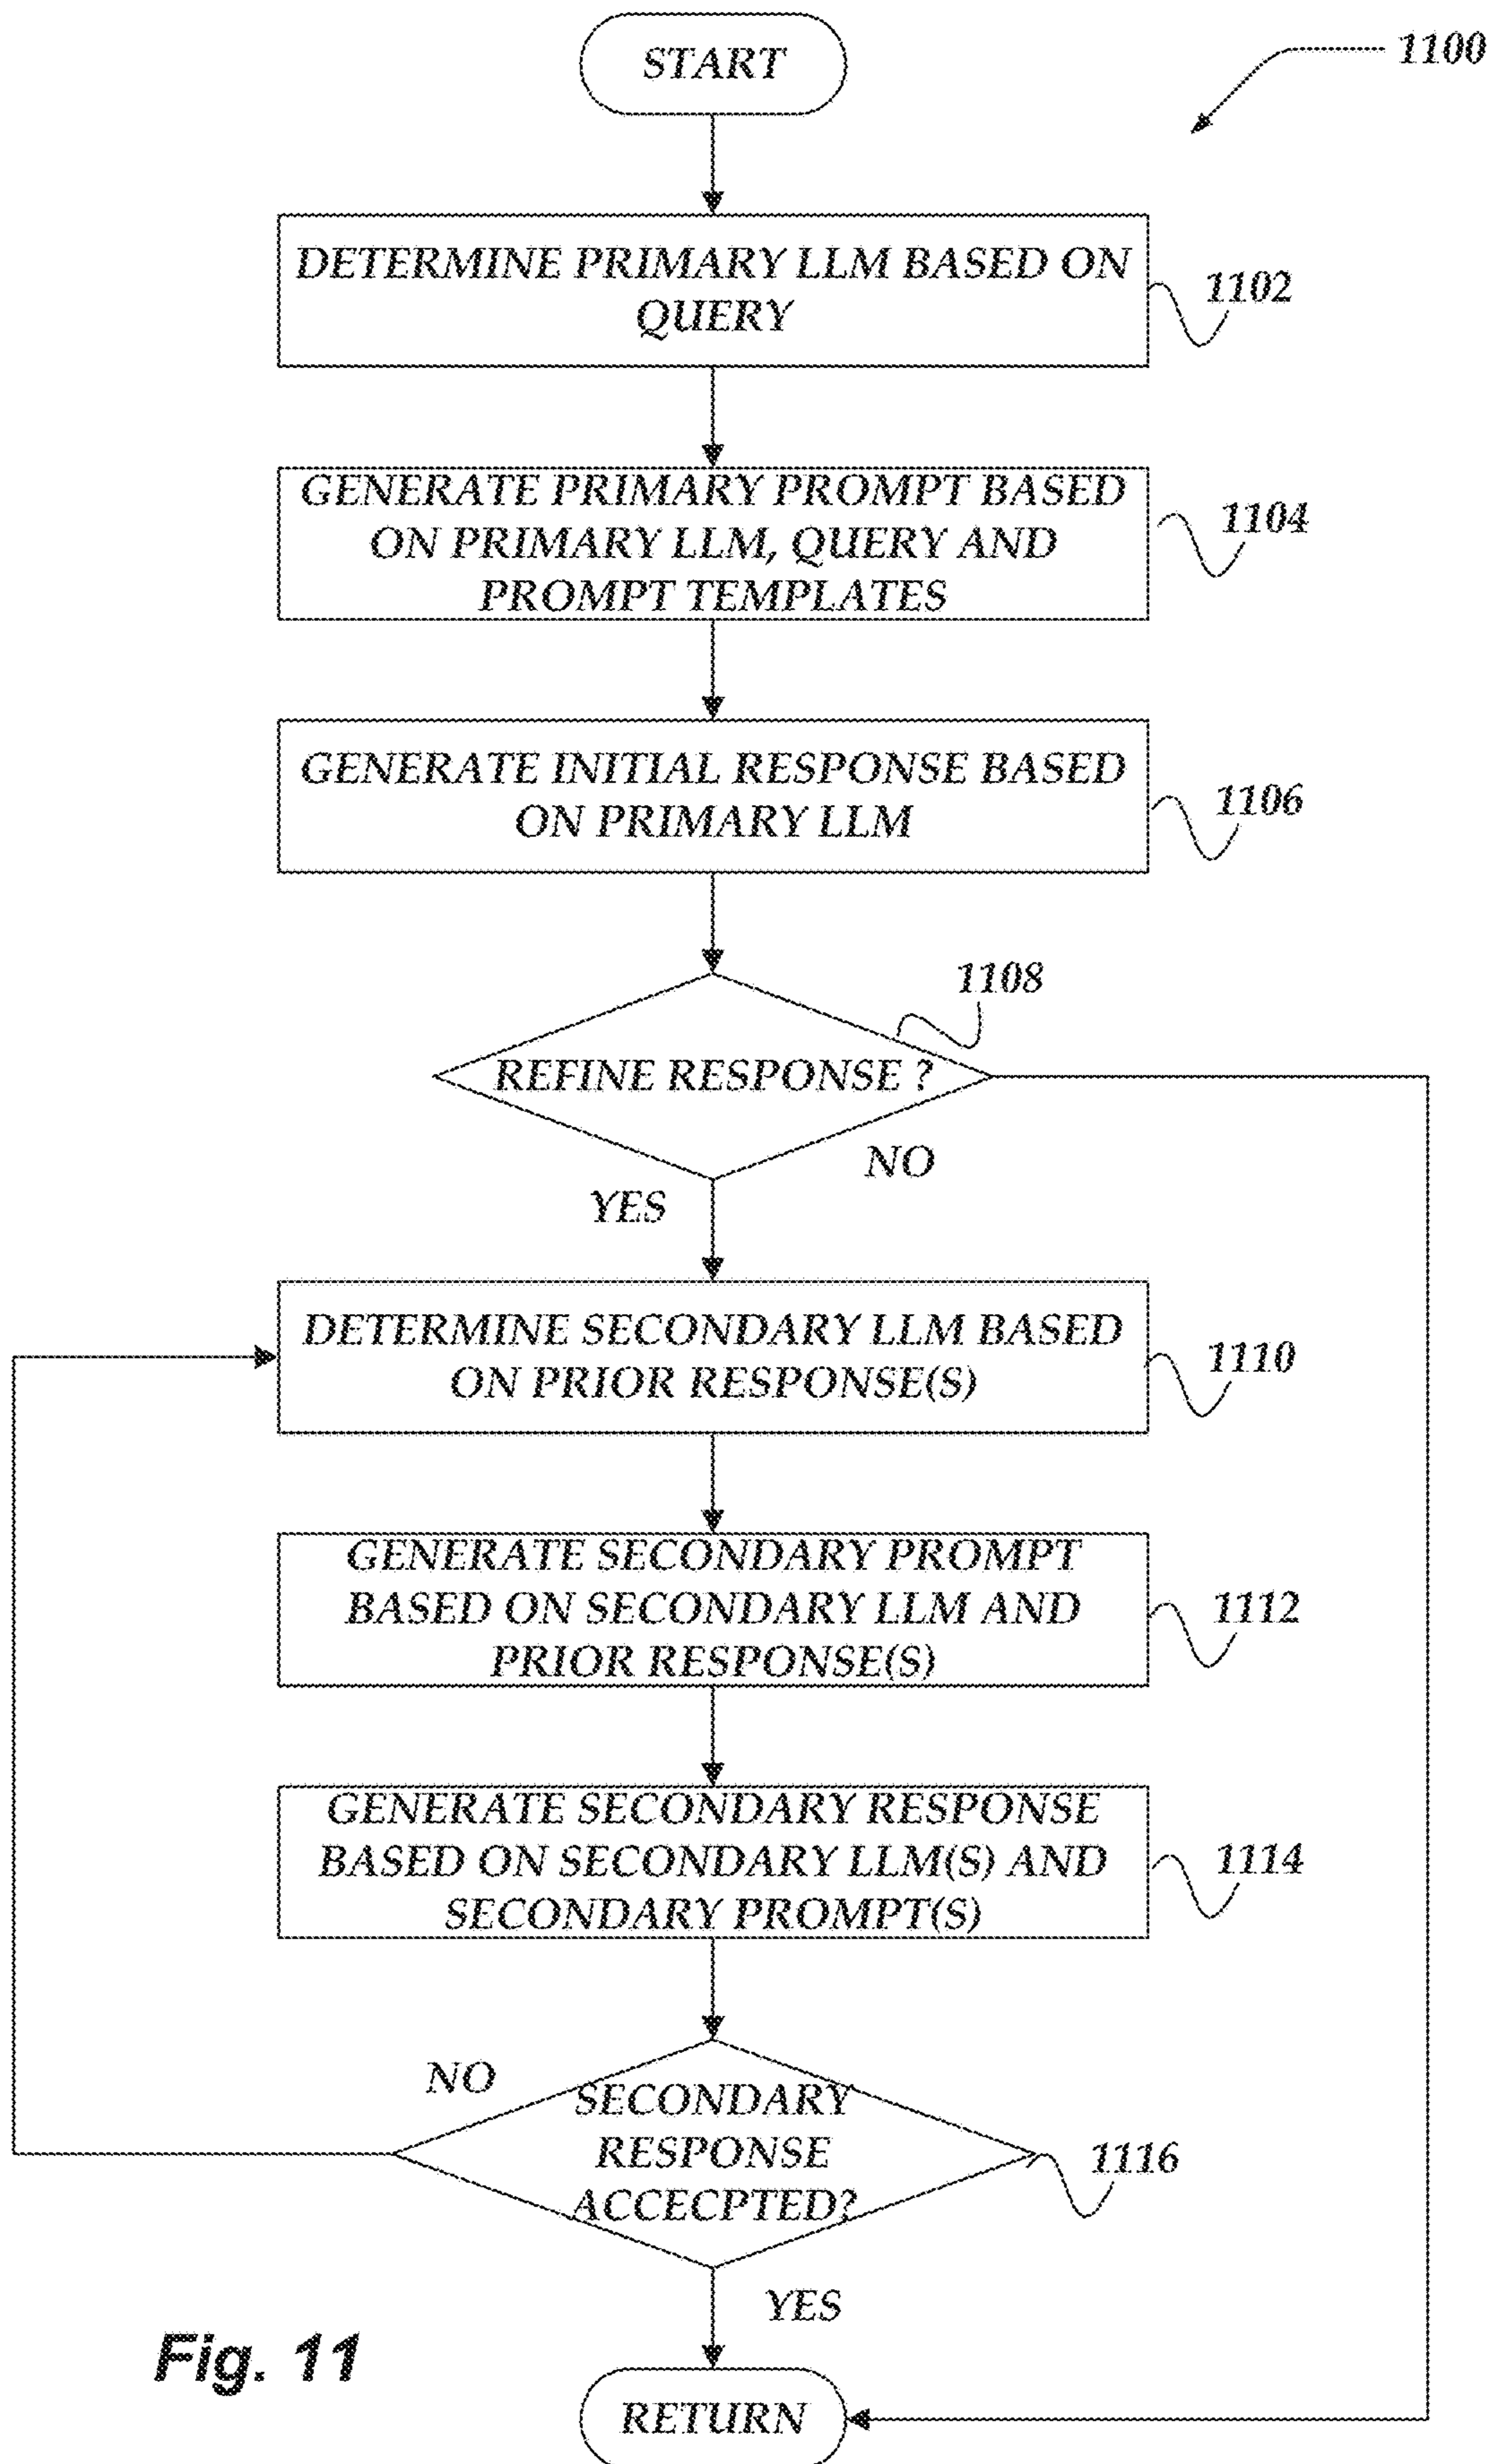 START
1100
DETERMINE PRIMARY LLM BASED ON
QUERY
1102
GENERATE PRIMARY PROMPT BASED
ON PRIMARY LLM, QUERY AND
PROMPT TEMPLATES
1104
GENERATE INITIAL RESPONSE BASED
ON PRIMARY LLM
1106
1108
REFINE RESPONSE ?
NO
YES
DETERMINE SECONDARY LLM BASED
ON PRIOR RESPONSE(S)
1110
GENERATE SECONDARY PROMPT
BASED ON SECONDARY LLM AND
PRIOR RESPONSE(S)
1112
GENERATE SECONDARY RESPONSE
BASED ON SECONDARY LLM(S) AND
SECONDARY PROMPT(S)
1114
NO
SECONDARY
RESPONSE
ACCECPTED?
1116
YES
Fig. 11
RETURN